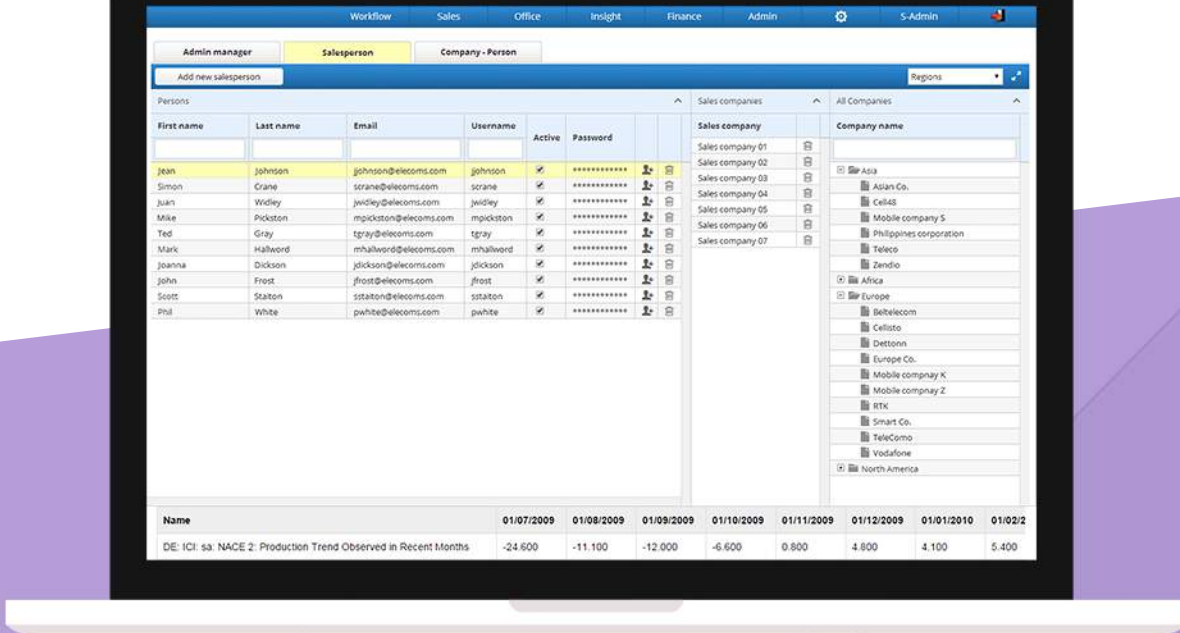 Workflow Sales Office Insight Finance Admin S-Admin
Admin manager Salesperson Company - Person
Add new salesperson Regions
Persons Sales companies All Companies
First name Last name Email Username Active Password Sales company Company name
Sales company 01
Sales company 02
Sales company 03
Sales company 04
Sales company 05
Sales company 06
Sales company 07
Jean Johnson jjohnson@elecoms.com jjohnson ************
Simon Crane scrane@elecoms.com scrane ************
Juan Widley jwidley@elecoms.com jwidley ************
Mike Pickston mpickston@elecoms.com mpickston ************
Ted Gray tgray@elecoms.com tgray ************
Mark Hallword mhallword@elecoms.com mhallword ************
Joanna Dickson jdickson@elecoms.com jdickson ************
John Frost jfrost@elecoms.com jfrost ************
Scott Staiton sstaiton@elecoms.com sstaiton ************
Phil White pwhite@elecoms.com pwhite ************
Asia
Asian Co.
Cell48
Mobile company S
Philippines corporation
Teleco
Zendio
Africa
Europe
Beltelecom
Cellisto
Dettonn
Europe Co.
Mobile compnay K
Mobile compnay Z
RTK
Smart Co.
TeleComo
Vodafone
North America
Name 01/07/2009 01/08/2009 01/09/2009 01/10/2009 01/11/2009 01/12/2009 01/01/2010 01/02/2
DE: ICI: sa: NACE 2: Production Trend Observed in Recent Months -24.600 -11.100 -12.000 -6.600 0.800 4.800 4.100 5.400